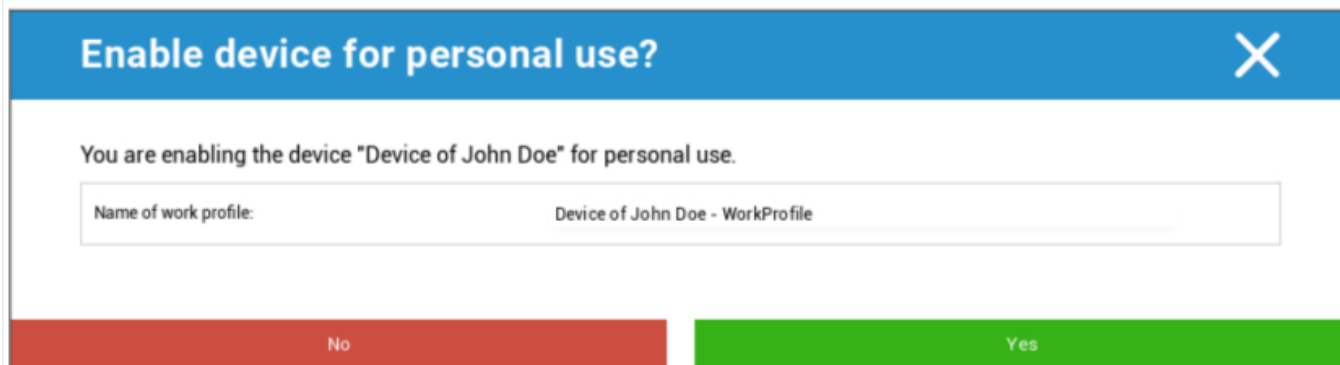 Enable device for personal use?
You are enabling the device "Device of John Doe" for personal use.
Name of work profile: Device of John Doe - WorkProfile
No Yes